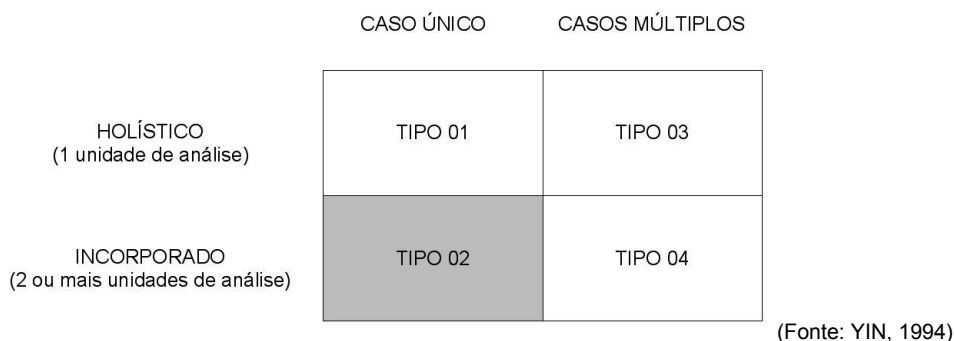 CASO ÚNICO CASOS MÚLTIPLOS
HOLÍSTICO
(1 unidade de análise)
TIPO 01 TIPO 03
INCORPORADO
(2 ou mais unidades de análise)
TIPO 02 TIPO 04
(Fonte: YIN, 1994)